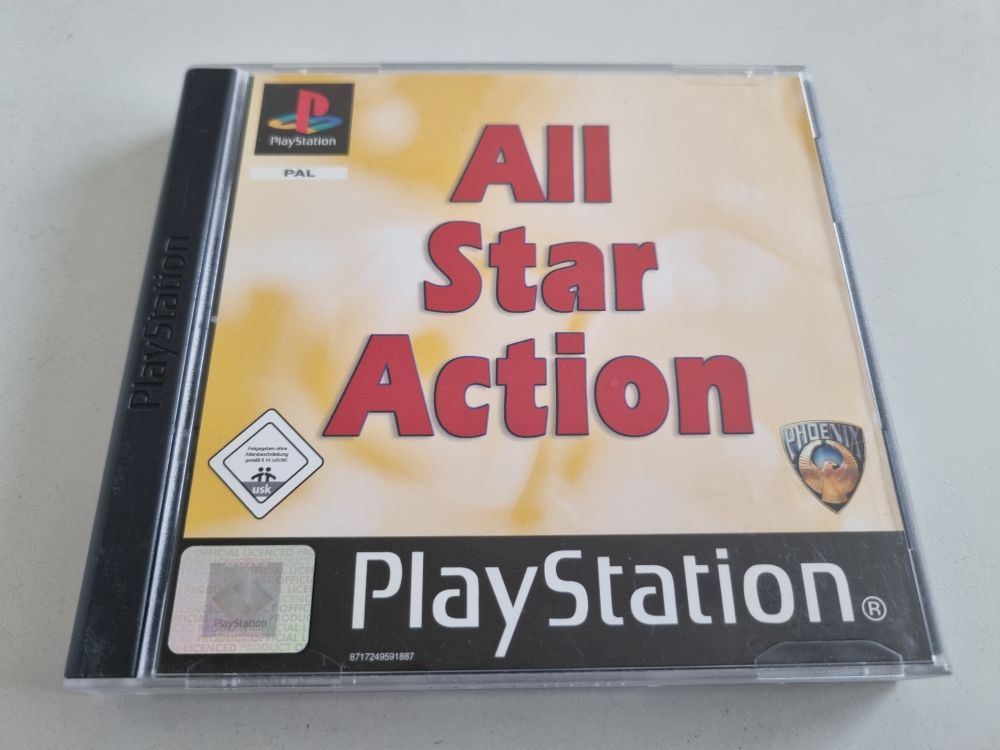 PlayStation
PAL
All
Star
Action
PlayStation
Freigegeben ohne
Altersbeschränkung
gemäß § 14 JuSchG
usk
PHOENIX
OFFICIAL LICENCED PRODUCT O
PlayStation
PlayStation®
8717249591887